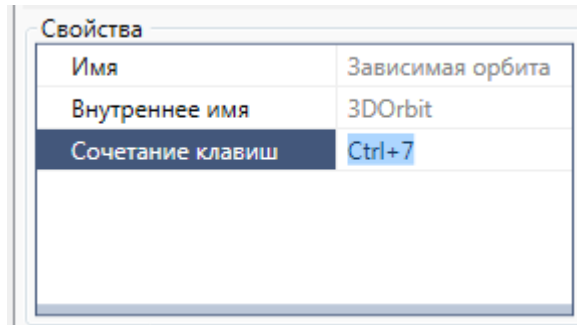 Свойства
Имя Зависимая орбита
Внутреннее имя 3DOrbit
Сочетание клавиш Ctrl+7